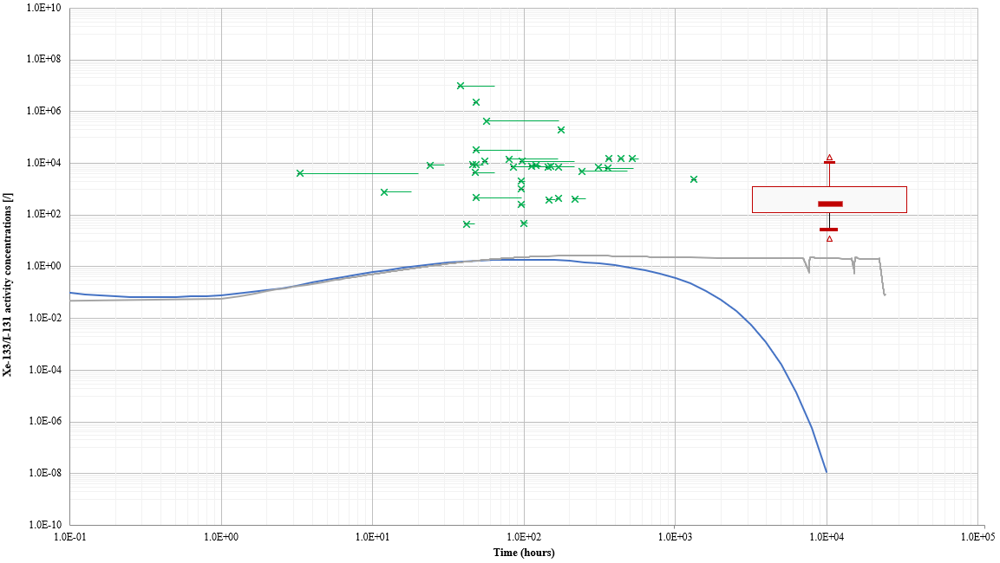 1.0E+10
1.0E+08
1.0E+06
1.0E+04
1.0E+02
1.0E+00
1.0E-02
1.0E-04
1.0E-06
1.0E-08
1.0E-10
Xe-133/I-131 activity concentrations [/]
1.0E-01 1.0E+00 1.0E+01 1.0E+02 1.0E+03 1.0E+04 1.0E+05
Time (hours)